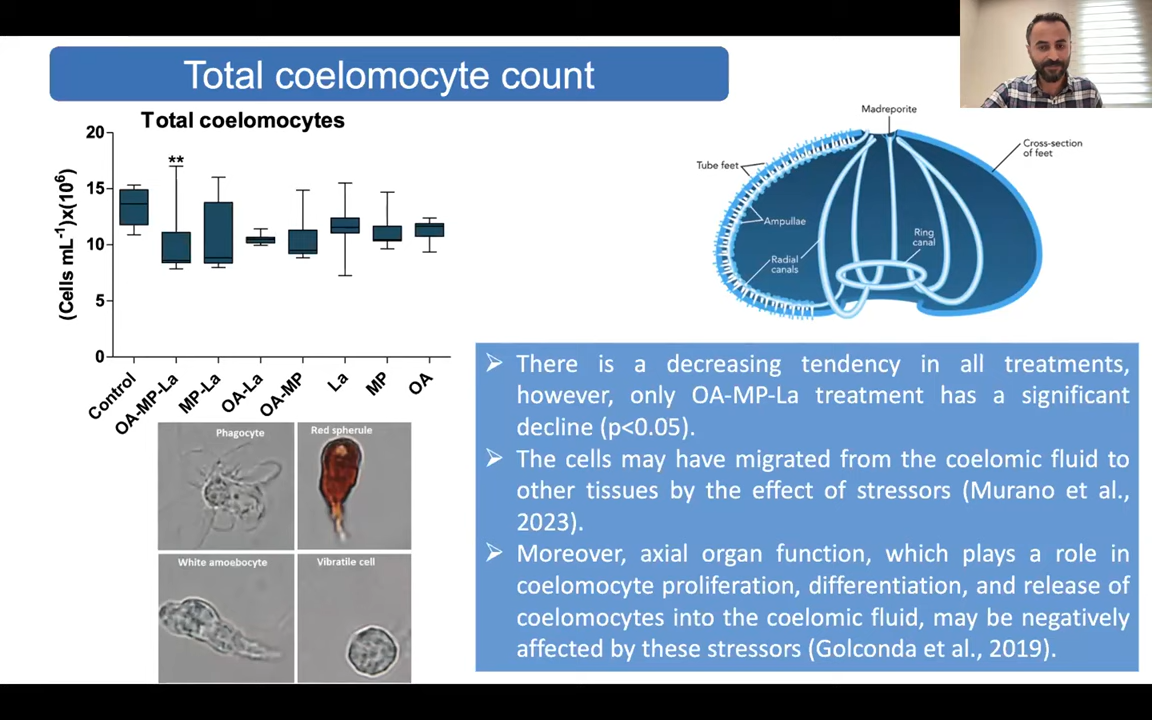 Total coelomocyte count
Total coelomocytes
(Cells mL⁻¹)x(10⁶)
20
15
10
5
0
**
Control
OA-MP-La
MP-La
OA-La
OA-MP
La
MP
OA
Phagocyte
Red spherule
White amoebocyte
Vibratile cell
Madreporite
Tube feet
Cross-section
of feet
Ampullae
Ring
canal
Radial
canals
➢ There is a decreasing tendency in all treatments,
however, only OA-MP-La treatment has a significant
decline (p<0.05).
➢ The cells may have migrated from the coelomic fluid to
other tissues by the effect of stressors (Murano et al.,
2023).
➢ Moreover, axial organ function, which plays a role in
coelomocyte proliferation, differentiation, and release of
coelomocytes into the coelomic fluid, may be negatively
affected by these stressors (Golconda et al., 2019).